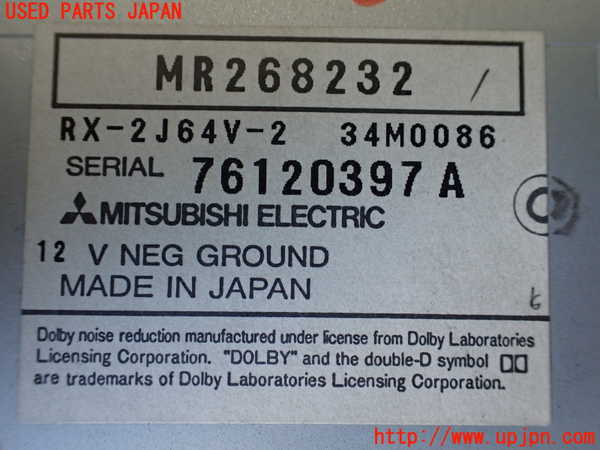 USED PARTS JAPAN
MR268232 /
RX-2J64V-2 34M0086
SERIAL 76120397A
MITSUBISHI ELECTRIC
12 V NEG GROUND
MADE IN JAPAN
Dolby noise reduction manufactured under license from Dolby Laboratories
Licensing Corporation. "DOLBY" and the double-D symbol
are trademarks of Dolby Laboratories Licensing Corporation.
http://www.upjpn.com/